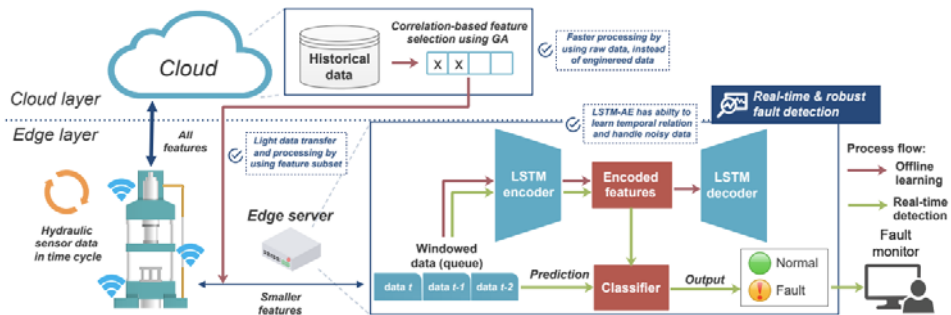 Cloud
Cloud layer
Edge layer
Correlation-based feature
selection using GA
Historical
data
X X
Faster processing by
using raw data, instead
of enginereed data
All
features
Light data transfer
and processing by
using feature subset
LSTM-AE has abilty to
learn temporal relation
and handle noisy data
Real-time & robust
fault detection
Process flow:
Offline
learning
Real-time
detection
Hydraulic
sensor data
in time cycle
Edge server
Smaller
features
LSTM
encoder
Encoded
features
LSTM
decoder
Windowed
data (queue)
data t data t-1 data t-2
Prediction
Classifier
Output
Normal
! Fault
Fault
monitor